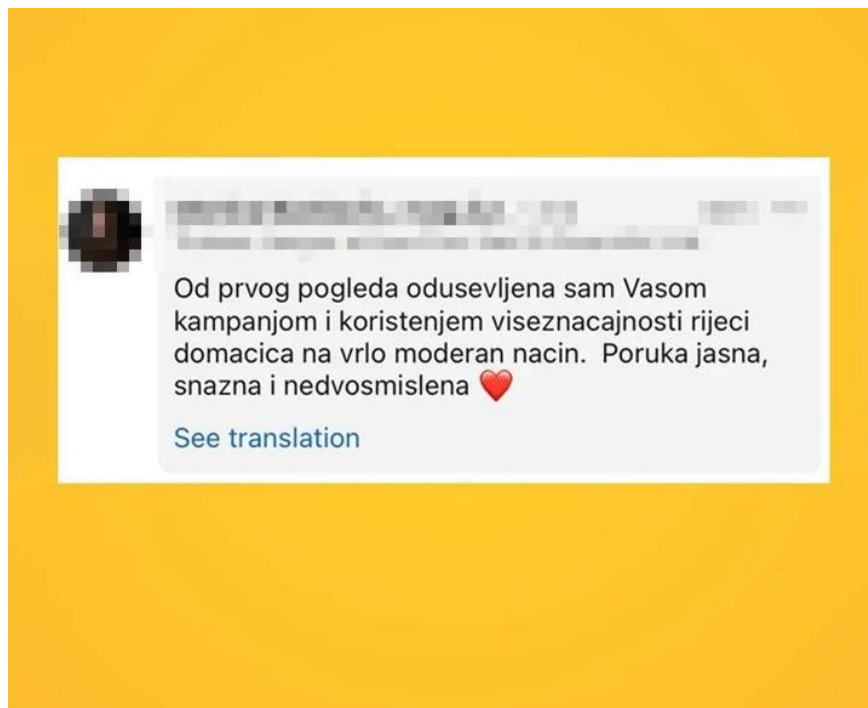 Od prvog pogleda odusevljena sam Vasom
kampanjom i koristenjem viseznacajnosti rijeci
domacica na vrlo moderan nacin.  Poruka jasna,
snazna i nedvosmislena ❤️
See translation